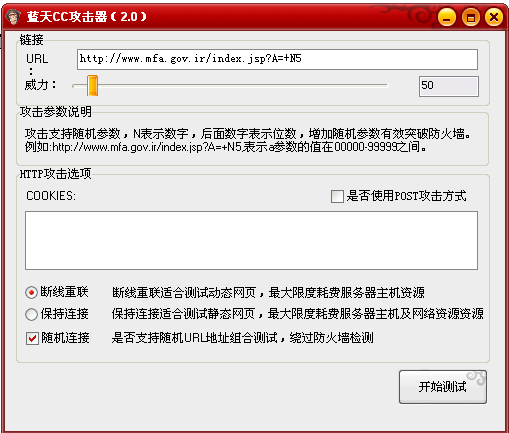 蓝天CC攻击器（2.0）
链接
URL
:
http://www.mfa.gov.ir/index.jsp?A=+N5
威力:
50
攻击参数说明
攻击支持随机参数，N表示数字，后面数字表示位数，增加随机参数有效突破防火墙。
例如:http://www.mfa.gov.ir/index.jsp?A=+N5,表示a参数的值在00000-99999之间。
HTTP攻击选项
COOKIES:
是否使用POST攻击方式
断线重联 断线重联适合测试动态网页，最大限度耗费服务器主机资源
保持连接 保持连接适合测试静态网页，最大限度耗费服务器主机及网络资源资源
随机连接 是否支持随机URL地址组合测试，绕过防火墙检测
开始测试